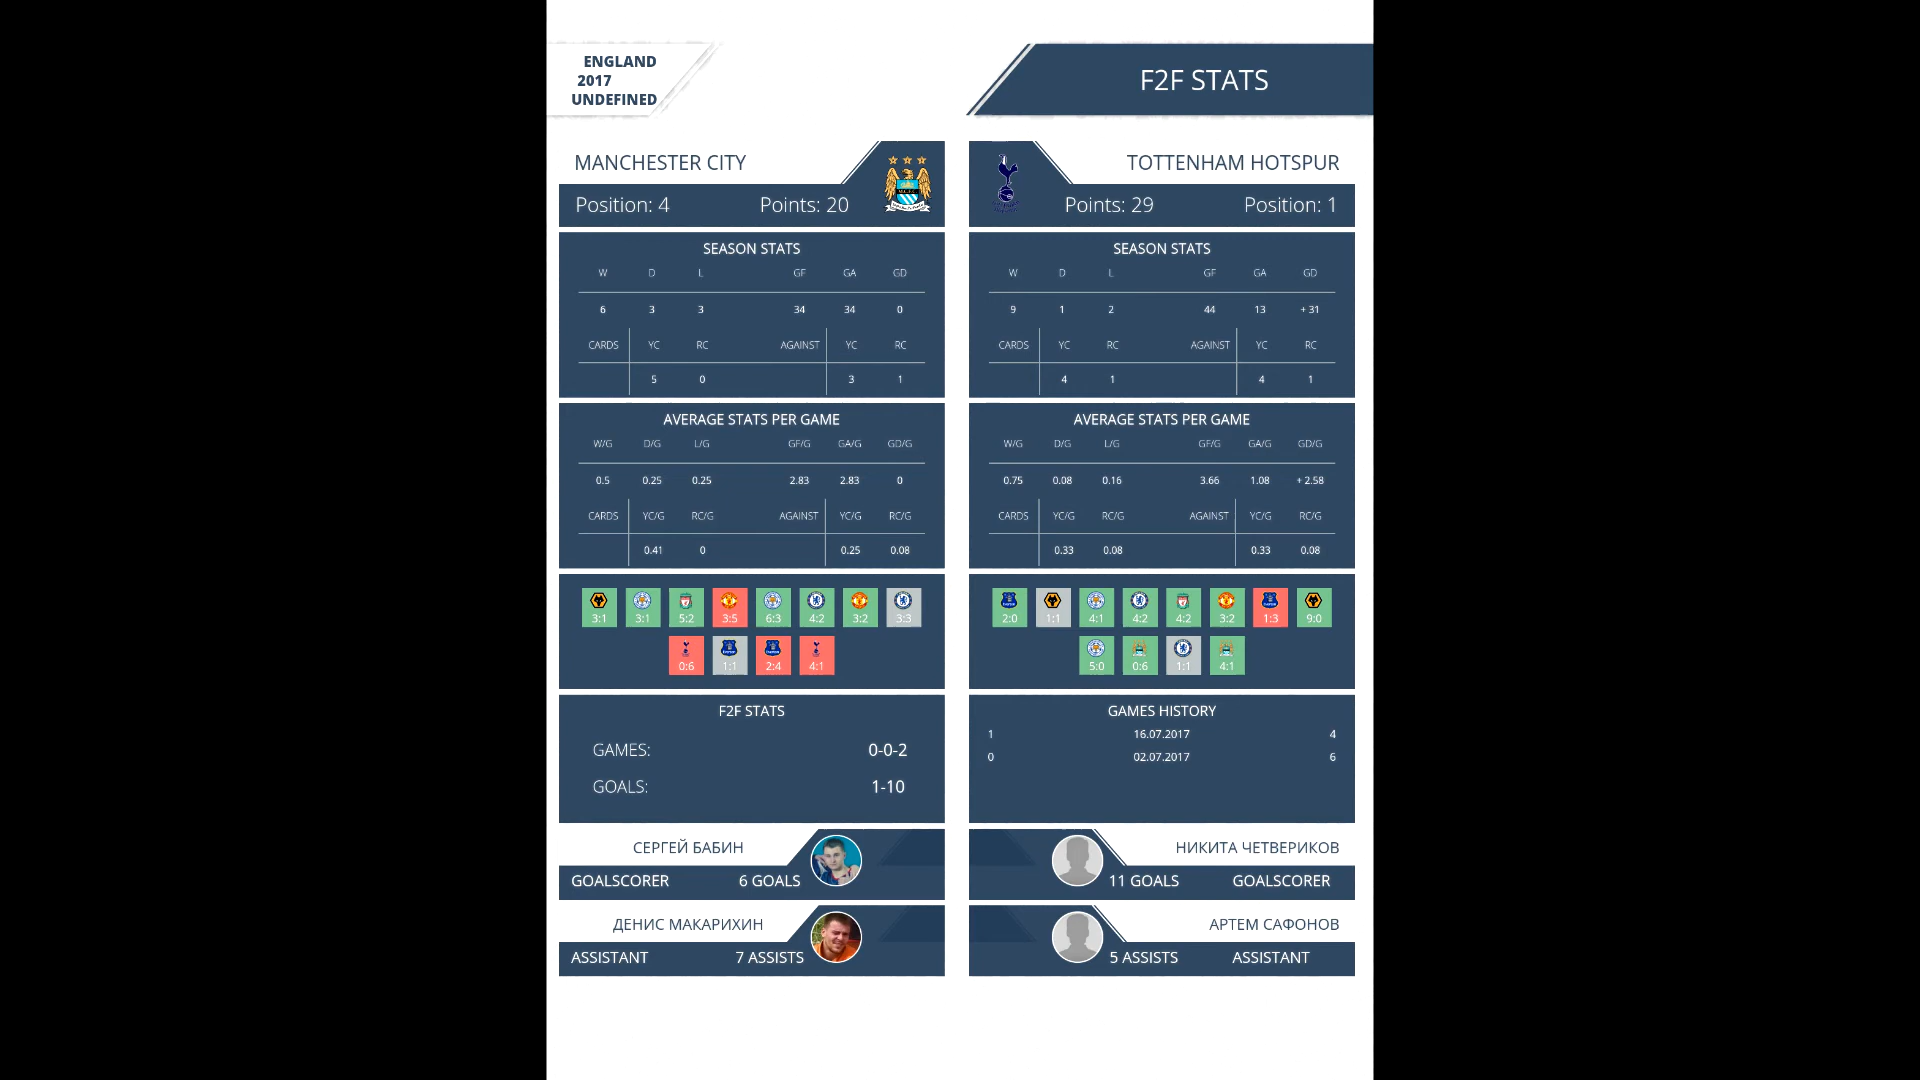 ENGLAND
2017
UNDEFINED
F2F STATS
MANCHESTER CITY
Position: 4 Points: 20
SEASON STATS
W D L GF GA GD
6 3 3 34 34 0
CARDS YC RC AGAINST YC RC
5 0 3 1
AVERAGE STATS PER GAME
W/G D/G L/G GF/G GA/G GD/G
0.5 0.25 0.25 2.83 2.83 0
CARDS YC/G RC/G AGAINST YC/G RC/G
0.41 0 0.25 0.08
3:1 3:1 5:2 3:5 6:3 4:2 3:2 3:3
0:6 1:1 2:4 4:1
F2F STATS
GAMES: 0-0-2
GOALS: 1-10
СЕРГЕЙ БАБИН
GOALSCORER 6 GOALS
ДЕНИС МАКАРИХИН
ASSISTANT 7 ASSISTS
TOTTENHAM HOTSPUR
Points: 29 Position: 1
SEASON STATS
W D L GF GA GD
9 1 2 44 13 + 31
CARDS YC RC AGAINST YC RC
4 1 4 1
AVERAGE STATS PER GAME
W/G D/G L/G GF/G GA/G GD/G
0.75 0.08 0.16 3.66 1.08 + 2.58
CARDS YC/G RC/G AGAINST YC/G RC/G
0.33 0.08 0.33 0.08
2:0 1:1 4:1 4:2 4:2 3:2 1:3 9:0
5:0 0:6 1:1 4:1
GAMES HISTORY
1 16.07.2017 4
0 02.07.2017 6
НИКИТА ЧЕТВЕРИКОВ
11 GOALS GOALSCORER
АРТЕМ САФОНОВ
5 ASSISTS ASSISTANT